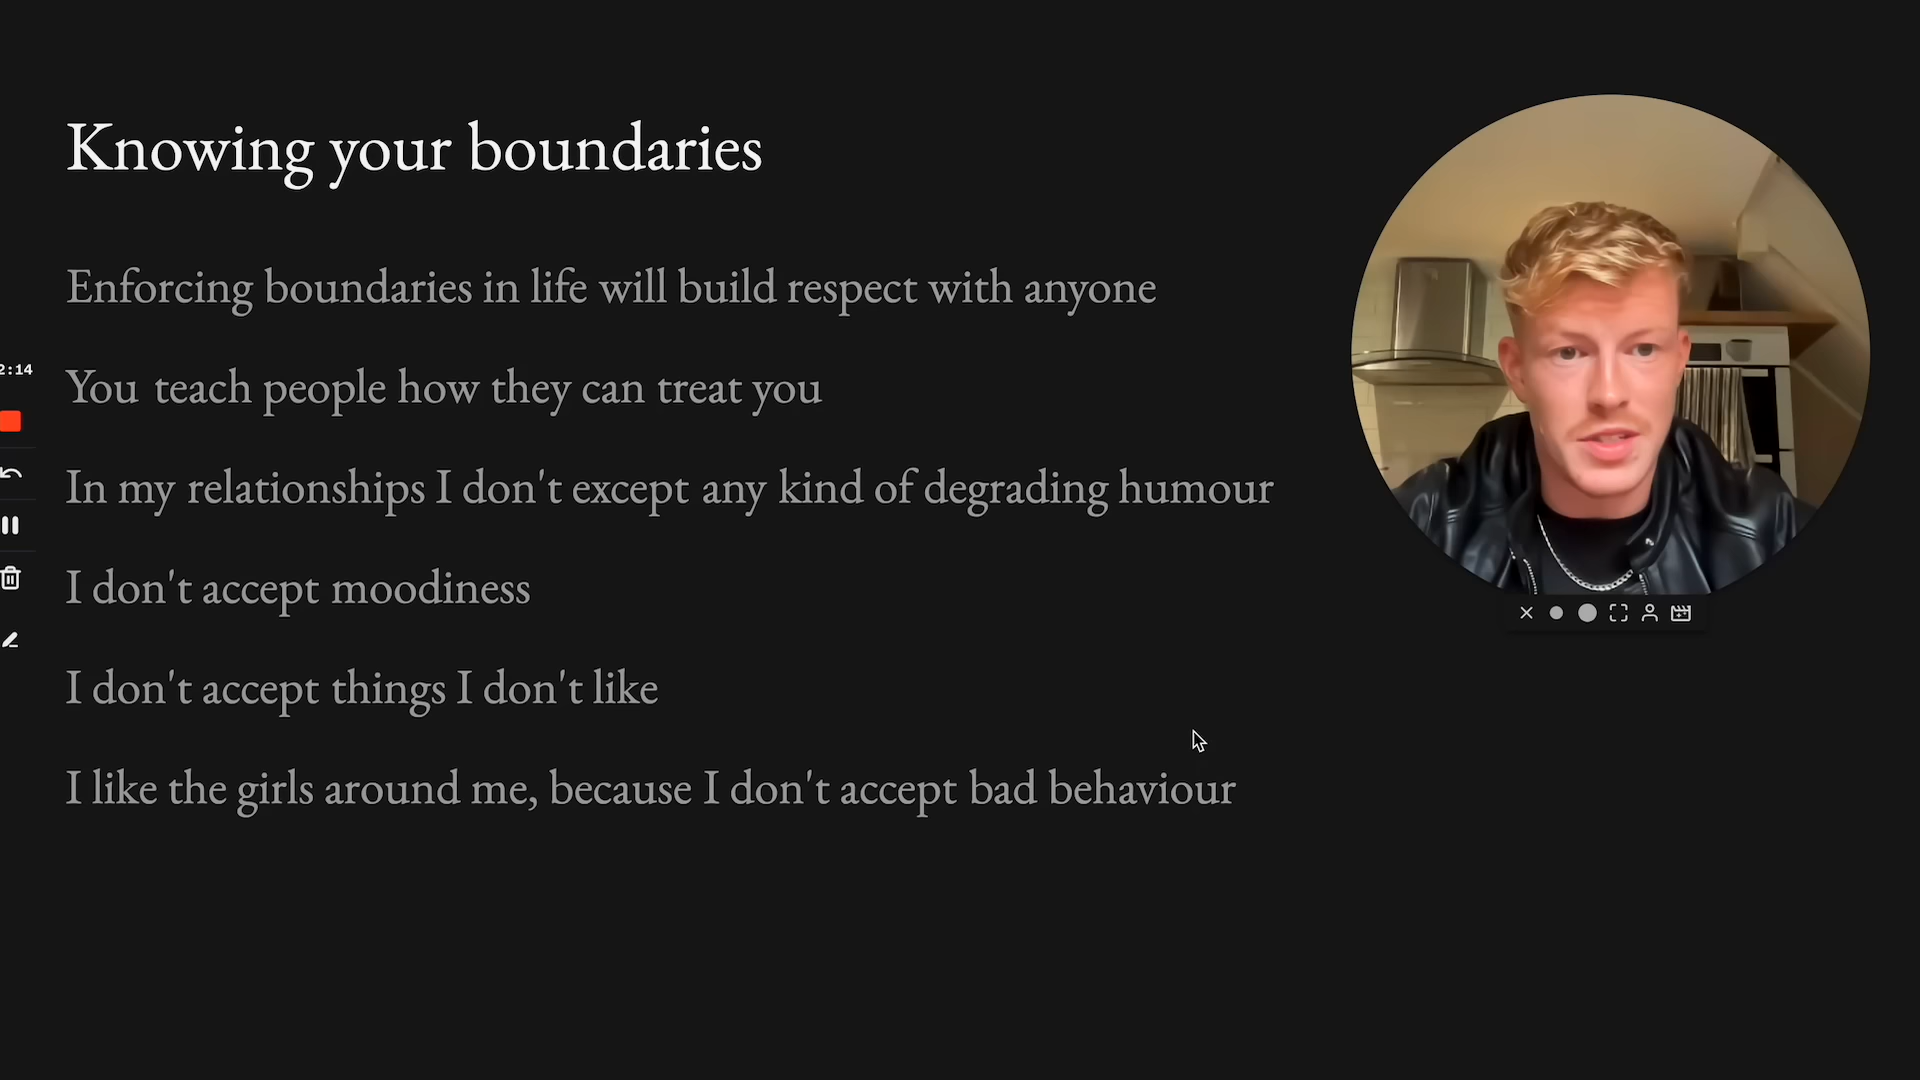 Knowing your boundaries
Enforcing boundaries in life will build respect with anyone
2:14
You teach people how they can treat you
In my relationships I don't except any kind of degrading humour
I don't accept moodiness
I don't accept things I don't like
I like the girls around me, because I don't accept bad behaviour